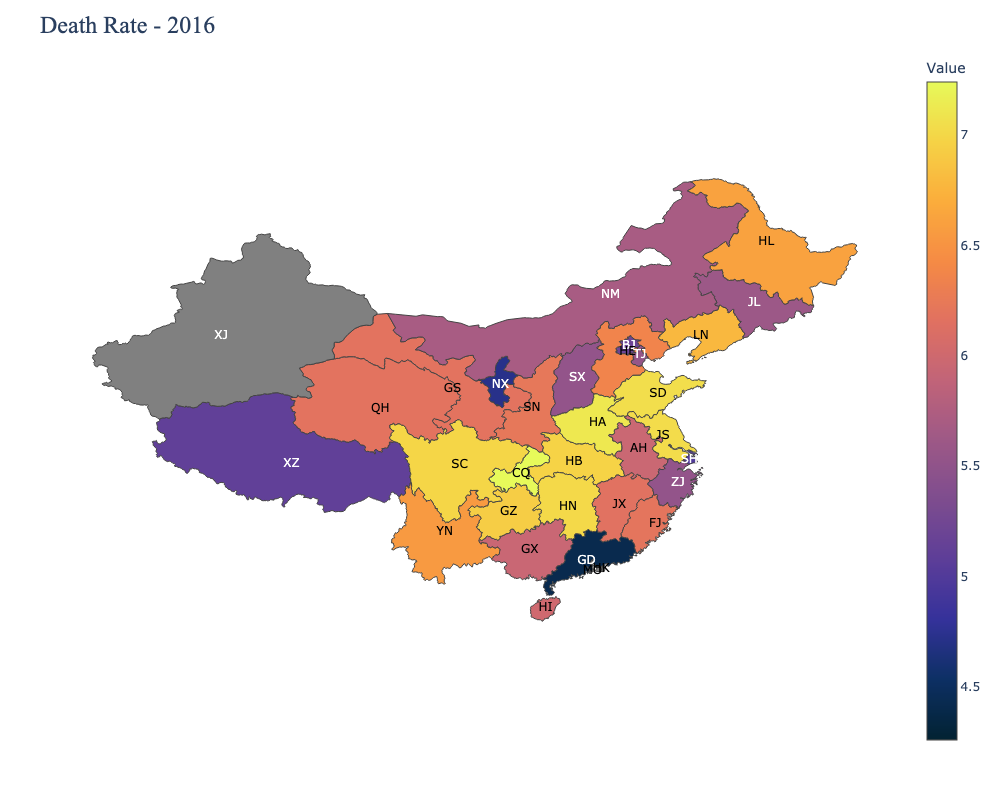 Death Rate - 2016
Value
7
6.5
6
5.5
5
4.5
HL
NM
JL
XJ
LN
BJ
HE
TJ
SX
NX
GS
SD
QH
SN
HA
JS
AH
SH
XZ
SC
HB
CQ
ZJ
HN
JX
GZ
FJ
YN
GX
GD
MO
HK
HI